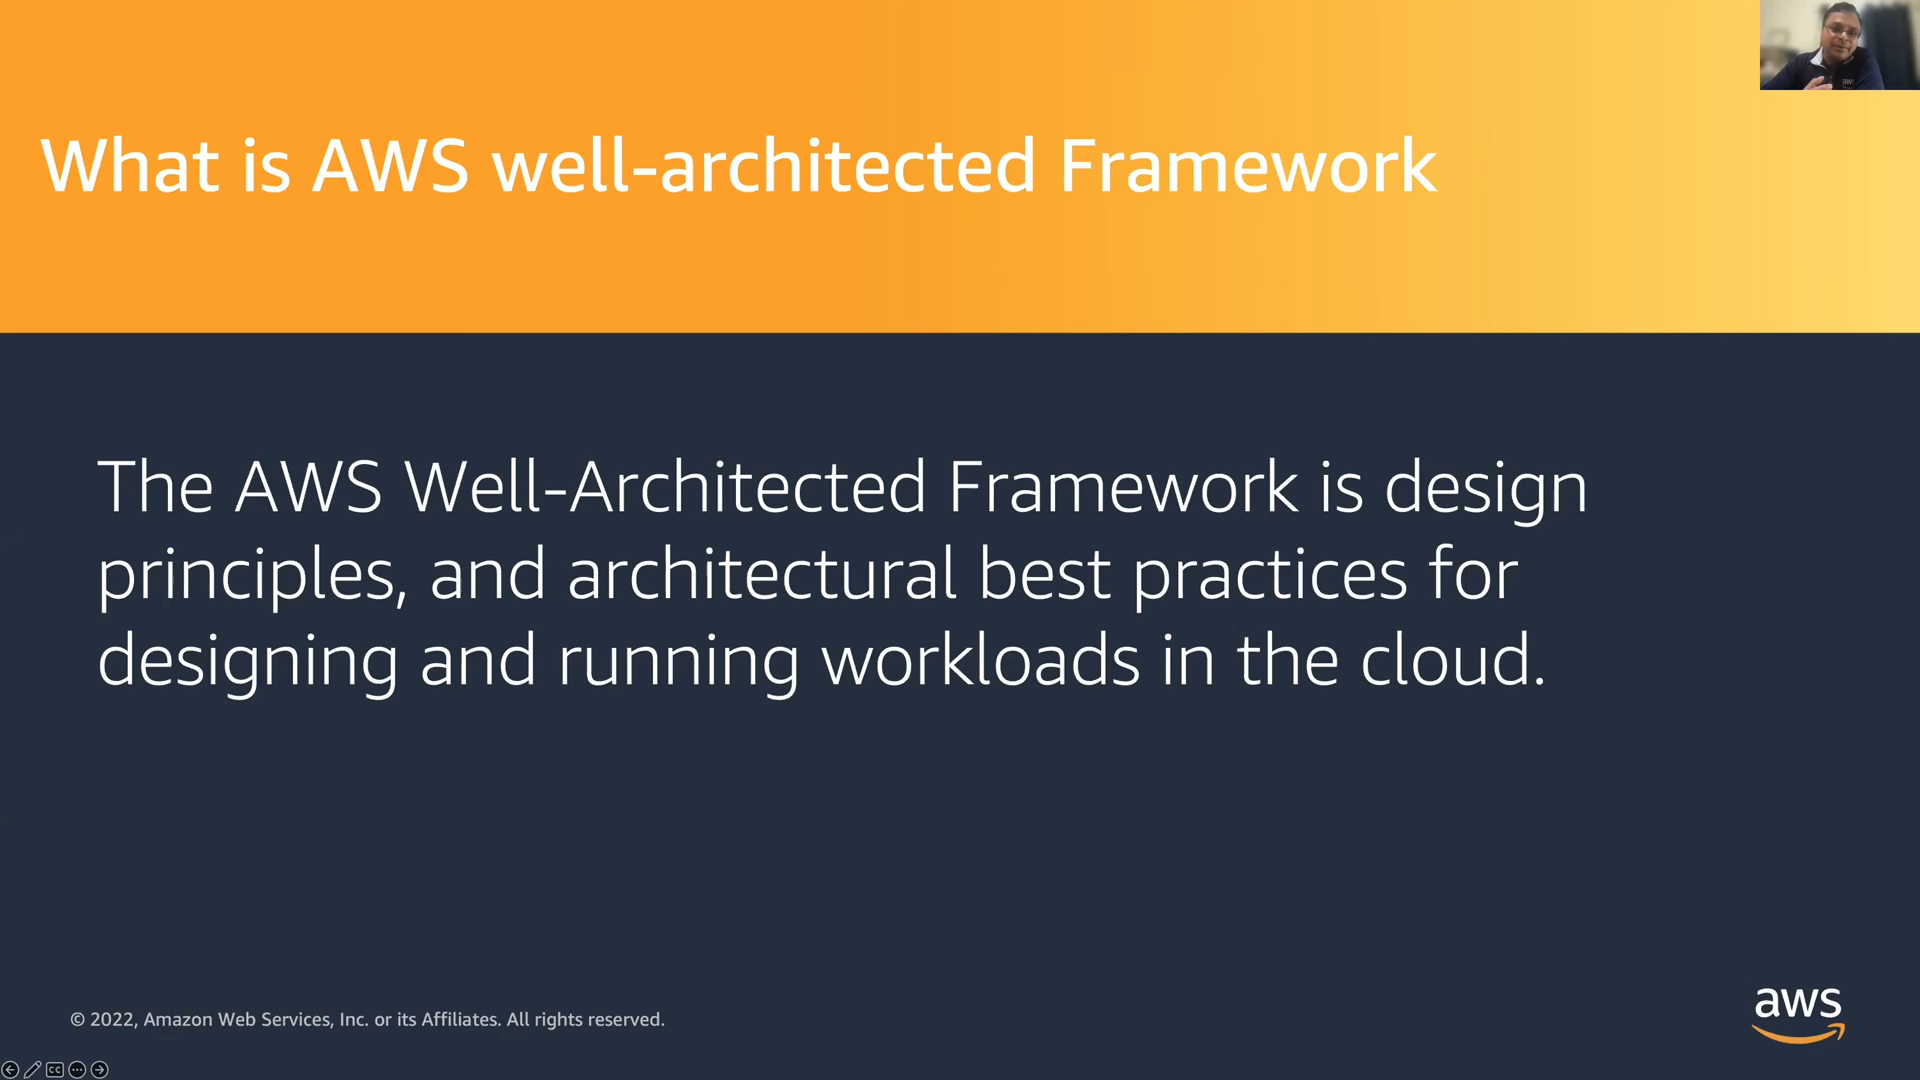 What is AWS well-architected Framework
The AWS Well-Architected Framework is design
principles, and architectural best practices for
designing and running workloads in the cloud.
© 2022, Amazon Web Services, Inc. or its Affiliates. All rights reserved.
aws
CC
aws